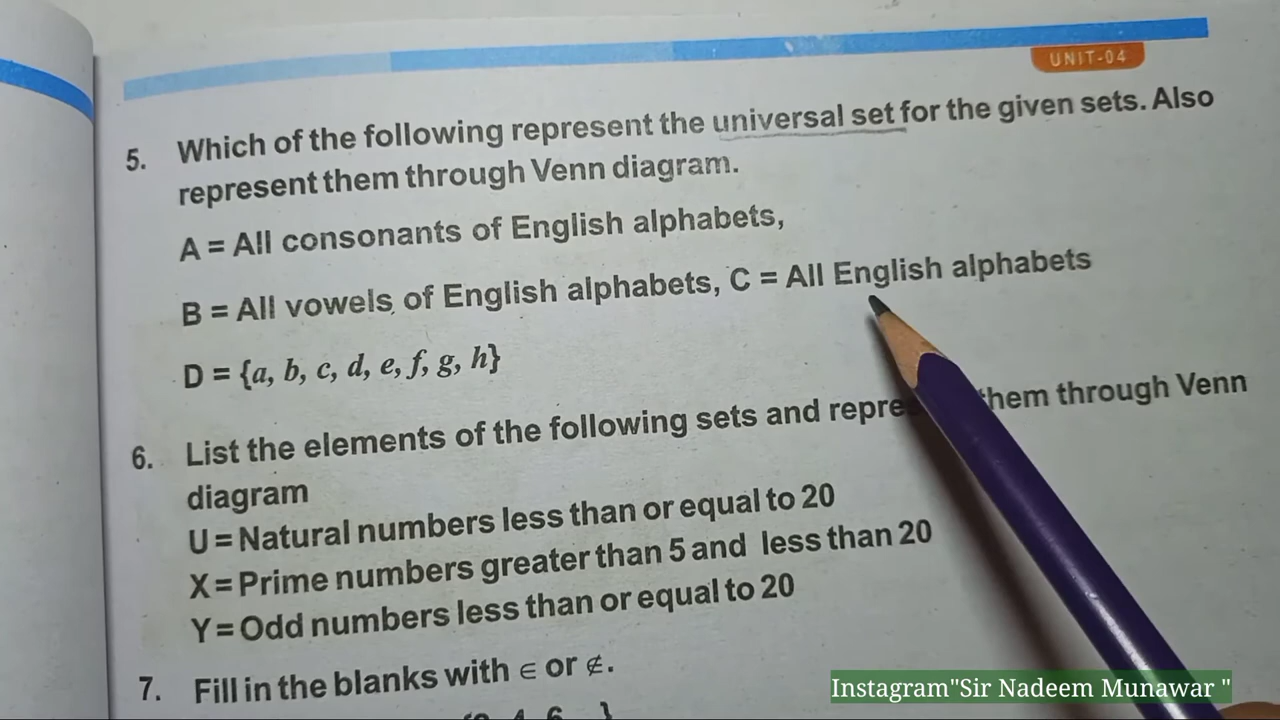 UNIT-04
5. Which of the following represent the universal set for the given sets. Also
represent them through Venn diagram.
A = All consonants of English alphabets,
B = All vowels of English alphabets, C = All English alphabets
D = {a, b, c, d, e, f, g, h}
6. List the elements of the following sets and them through Venn
diagram
U = Natural numbers less than or equal to 20
X = Prime numbers greater than 5 and less than 20
Y = Odd numbers less than or equal to 20
7. Fill in the blanks with ∈ or ∉.
Instagram"Sir Nadeem Munawar "